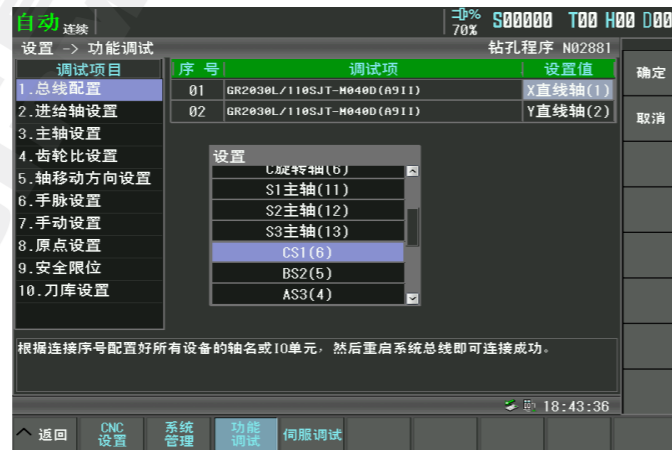 自动 连续 70% S00000 T00 H00 D00
设置 -> 功能调试 钻孔程序 N02881
调试项目 序 号 调试项 设置值
1.总线配置 01 GR2030L/110SJT-M040D(A9II) X直线轴(1)
2.进给轴设置 02 GR2030L/110SJT-M040D(A9II) Y直线轴(2)
3.主轴设置
4.齿轮比设置
5.轴移动方向设置
6.手脉设置
7.手动设置
8.原点设置
9.安全限位
10.刀库设置
设置
C旋转轴(6)
S1主轴(11)
S2主轴(12)
S3主轴(13)
CS1(6)
BS2(5)
AS3(4)
确定
取消
根据连接序号配置好所有设备的轴名或IO单元，然后重启系统总线即可连接成功。
18:43:36
返回 CNC设置 系统管理 功能调试 伺服调试